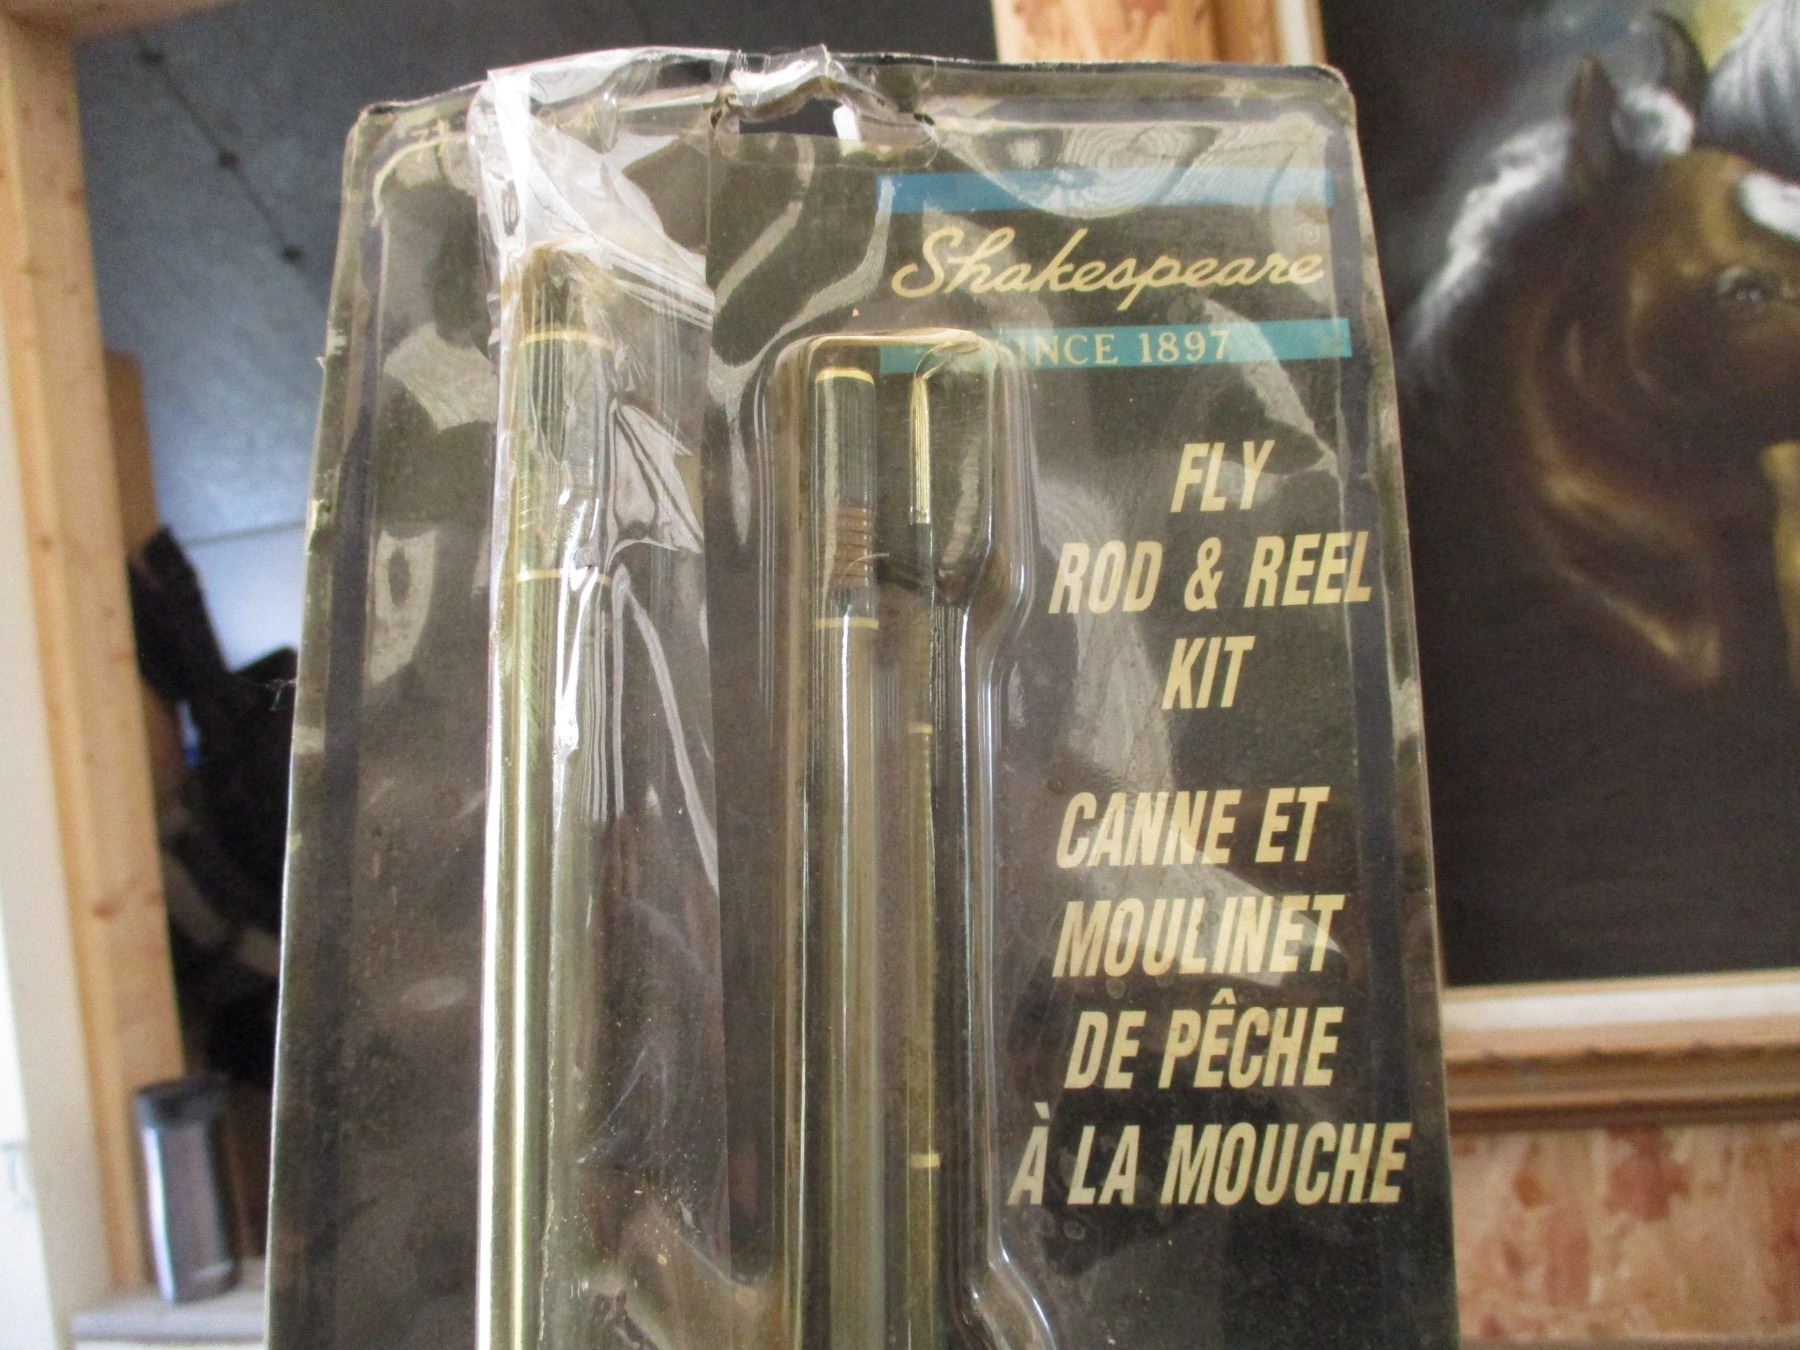 Shakespeare®
SINCE 1897
FLY
ROD & REEL
KIT
CANNE ET
MOULINET
DE PÊCHE
À LA MOUCHE